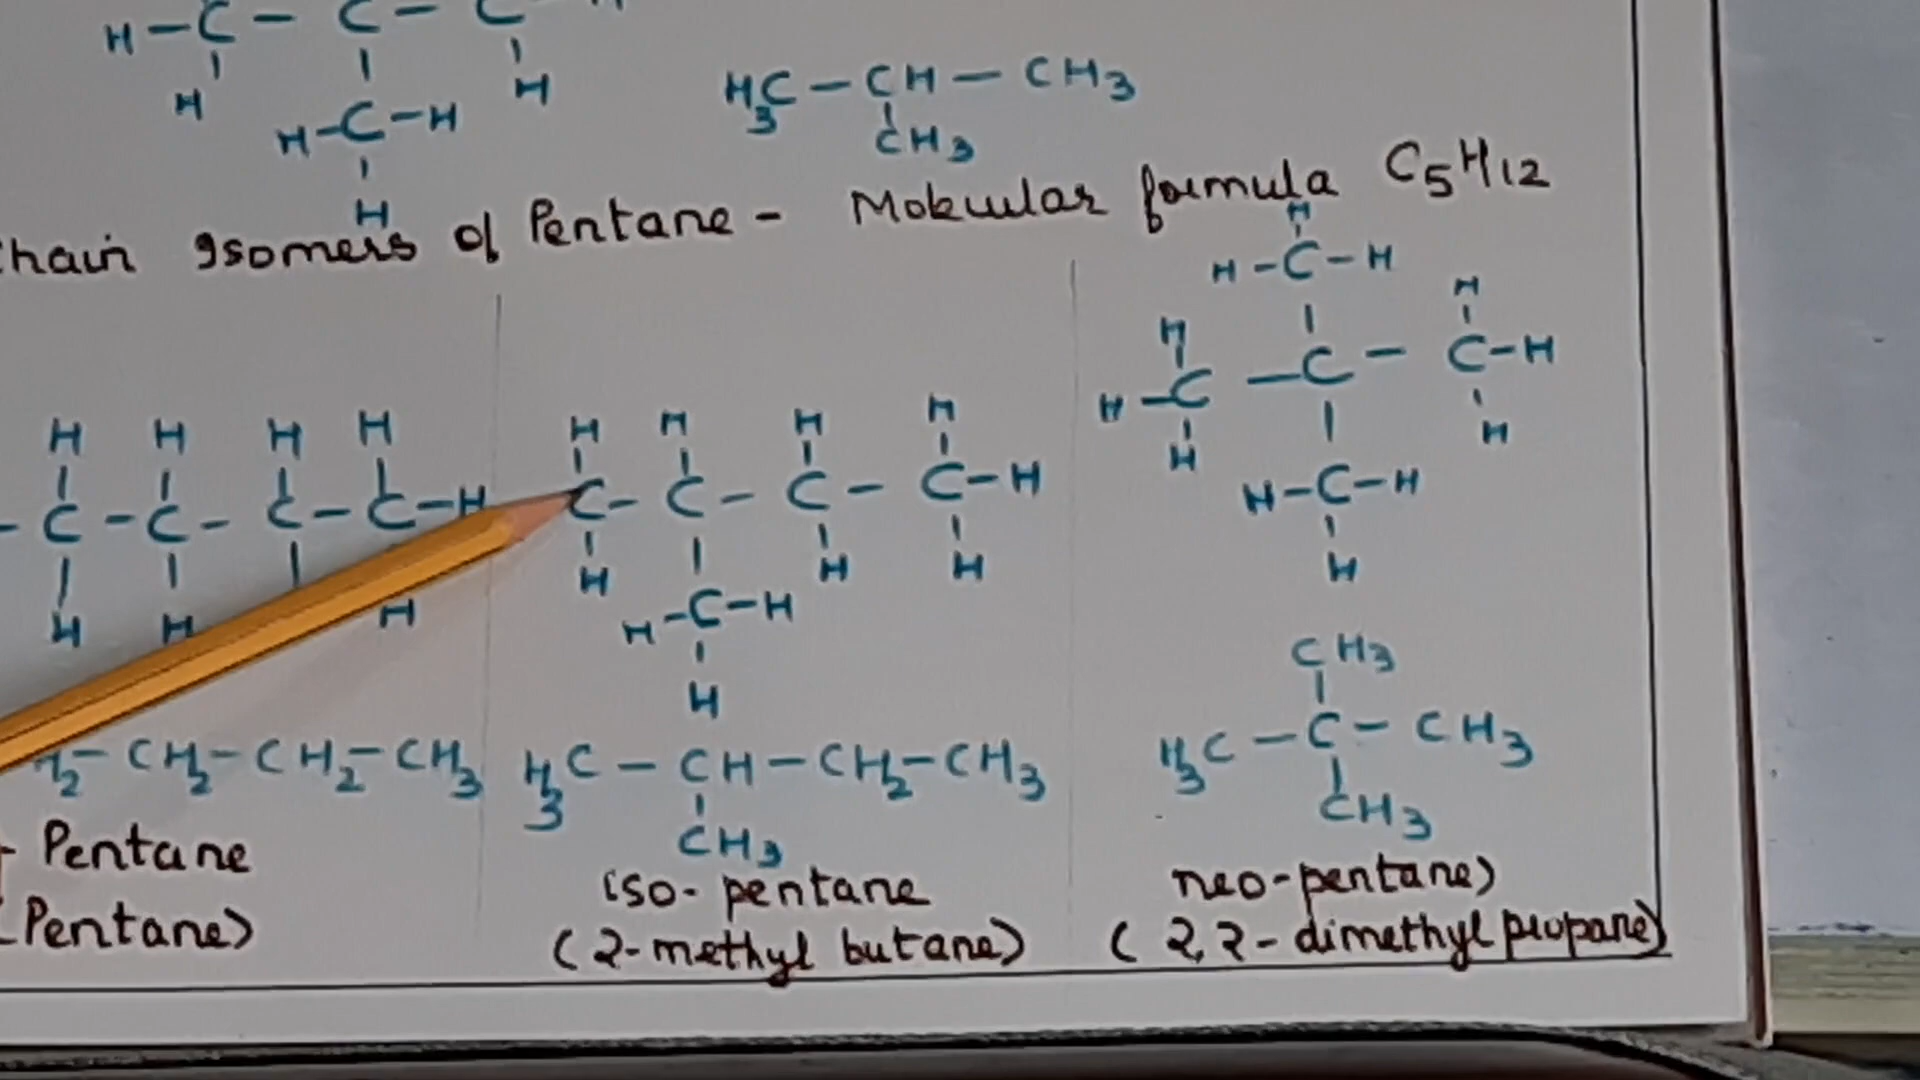 H-C-C-C-H
H H
H-C-H
H
H3C-CH-CH3
CH3
Chain Isomers of Pentane - Molecular formula C5H12
H H H H
-C-C-C-C-H
H H H
H2-CH2-CH2-CH3
Pentane
(Pentane)
H H H H
C-C-C-C-H
H H H
H-C-H
H
H3C-CH-CH2-CH3
CH3
iso-pentane
(2-methyl butane)
H
H-C-H
H H
H-C-C-C-H
H H
H-C-H
H
CH3
H3C-C-CH3
CH3
neo-pentane)
(2,2-dimethyl propane)